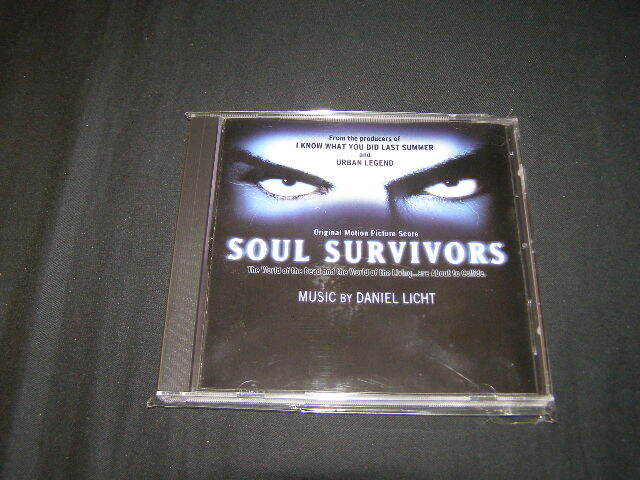 From the producers of
I KNOW WHAT YOU DID LAST SUMMER
and
URBAN LEGEND
Original Motion Picture Score
SOUL SURVIVORS
The World of the Dead and the World of the Living...are About to Collide.
MUSIC BY DANIEL LICHT